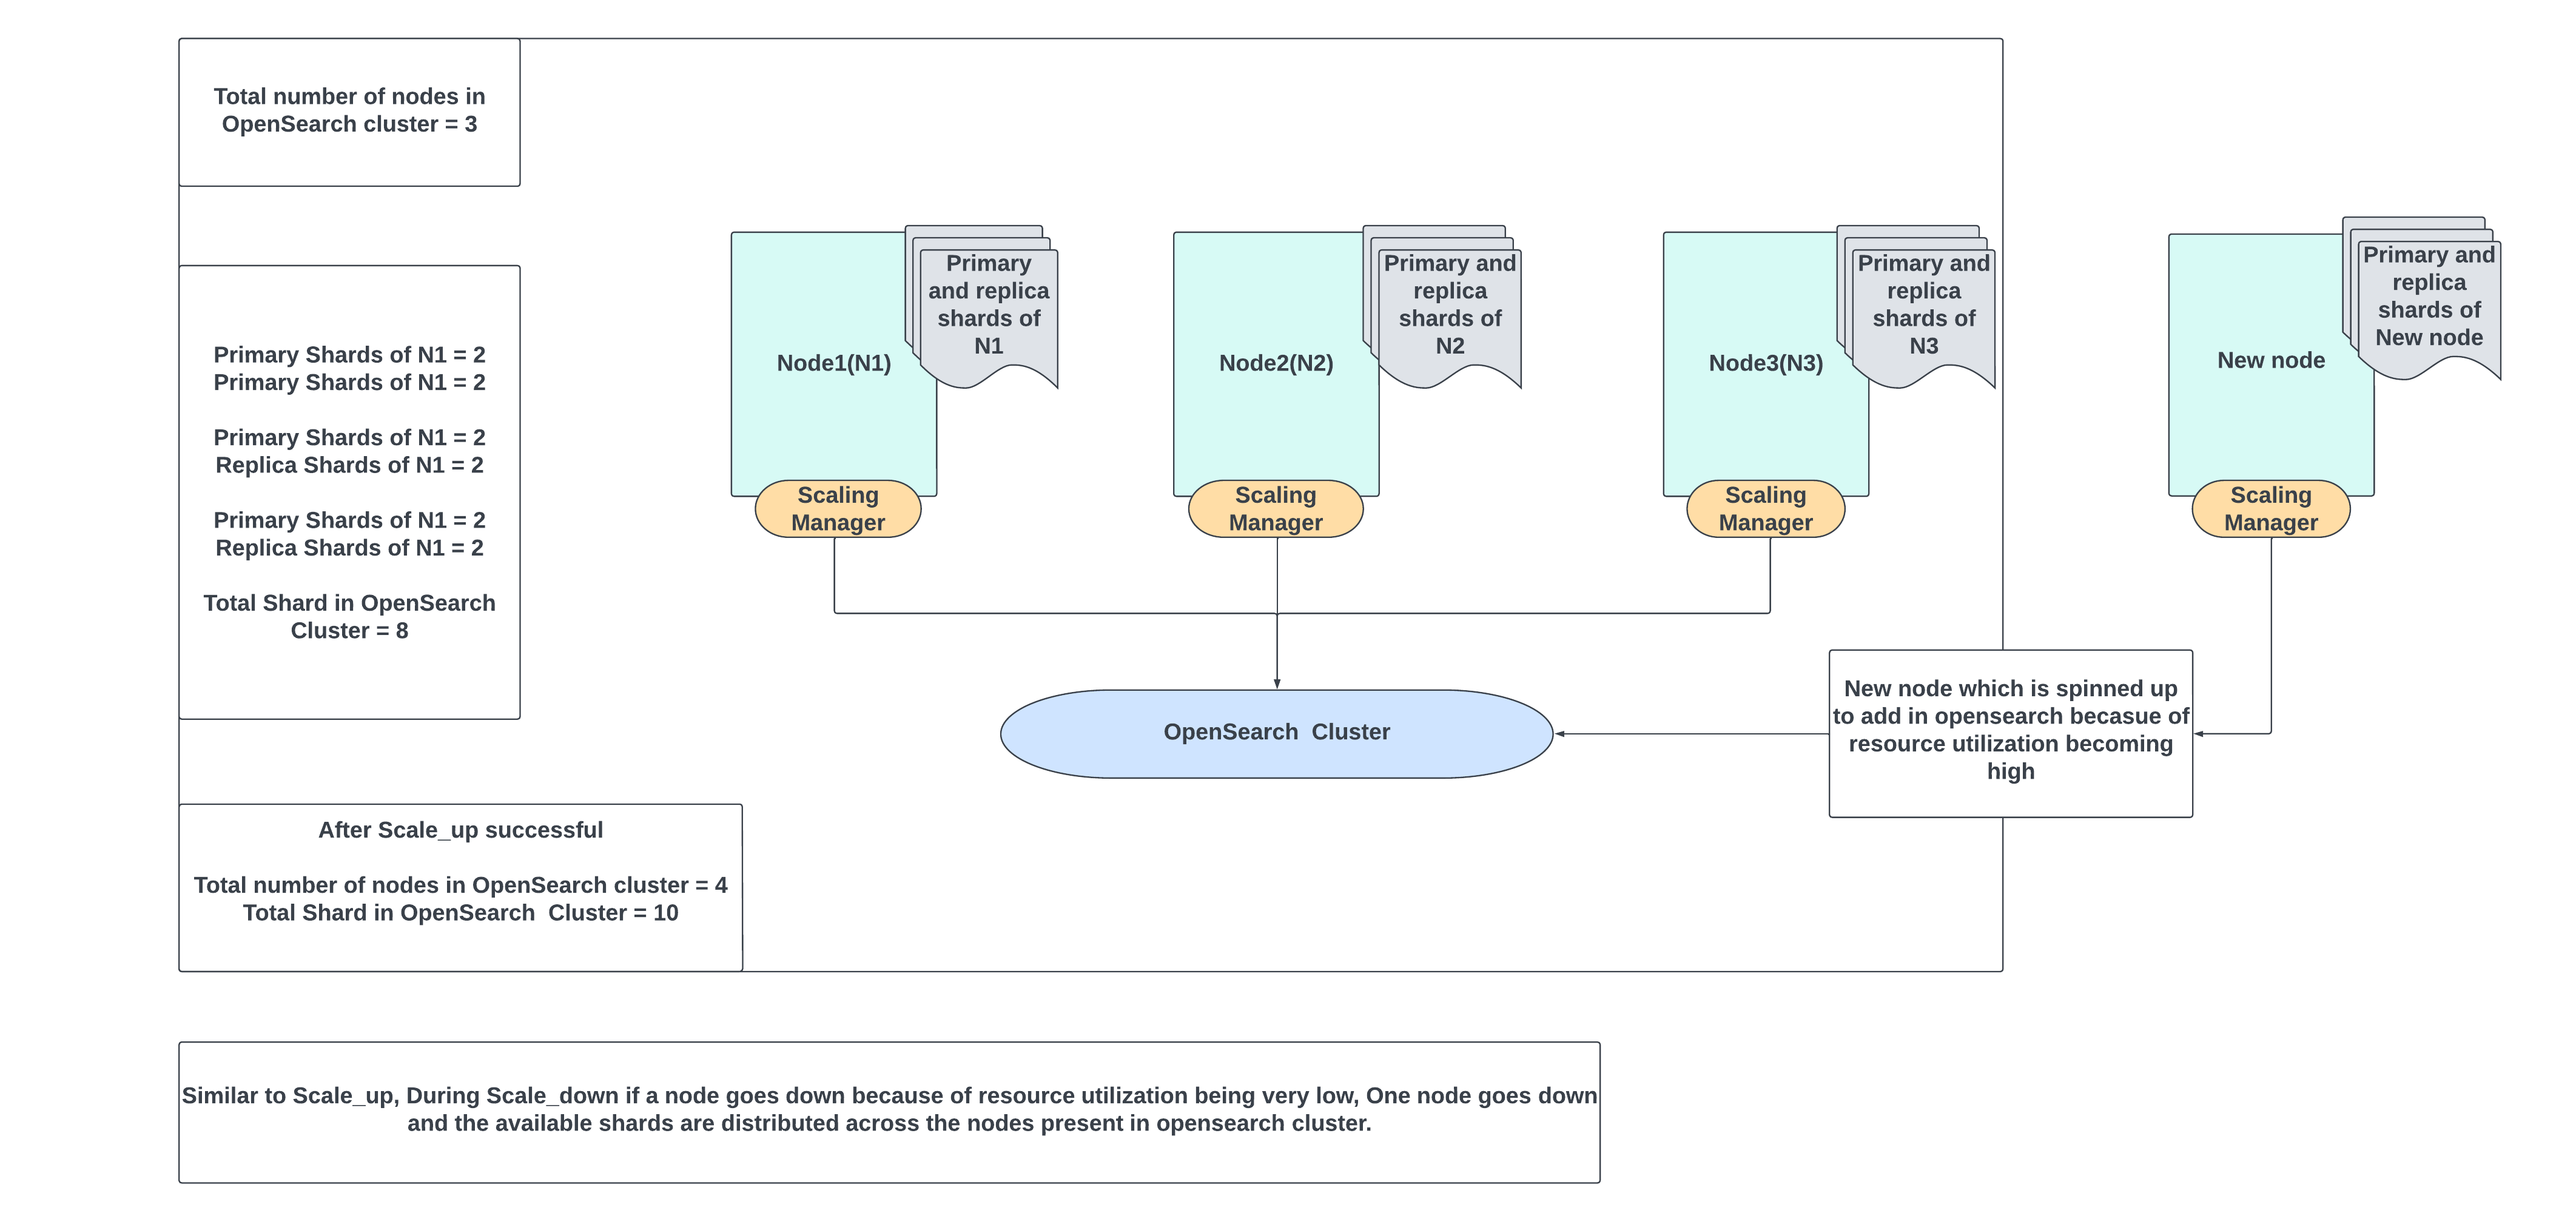 Total number of nodes in
OpenSearch cluster = 3
Primary
and replica
shards of
N1
Node1(N1)
Scaling
Manager
Primary and
replica
shards of
N2
Node2(N2)
Scaling
Manager
Primary and
replica
shards of
N3
Node3(N3)
Scaling
Manager
Primary and
replica
shards of
New node
New node
Scaling
Manager
Primary Shards of N1 = 2
Primary Shards of N1 = 2
Primary Shards of N1 = 2
Replica Shards of N1 = 2
Primary Shards of N1 = 2
Replica Shards of N1 = 2
Total Shard in OpenSearch
Cluster = 8
OpenSearch  Cluster
New node which is spinned up
to add in opensearch becasue of
resource utilization becoming
high
After Scale_up successful
Total number of nodes in OpenSearch cluster = 4
Total Shard in OpenSearch  Cluster = 10
Similar to Scale_up, During Scale_down if a node goes down because of resource utilization being very low, One node goes down
and the available shards are distributed across the nodes present in opensearch cluster.